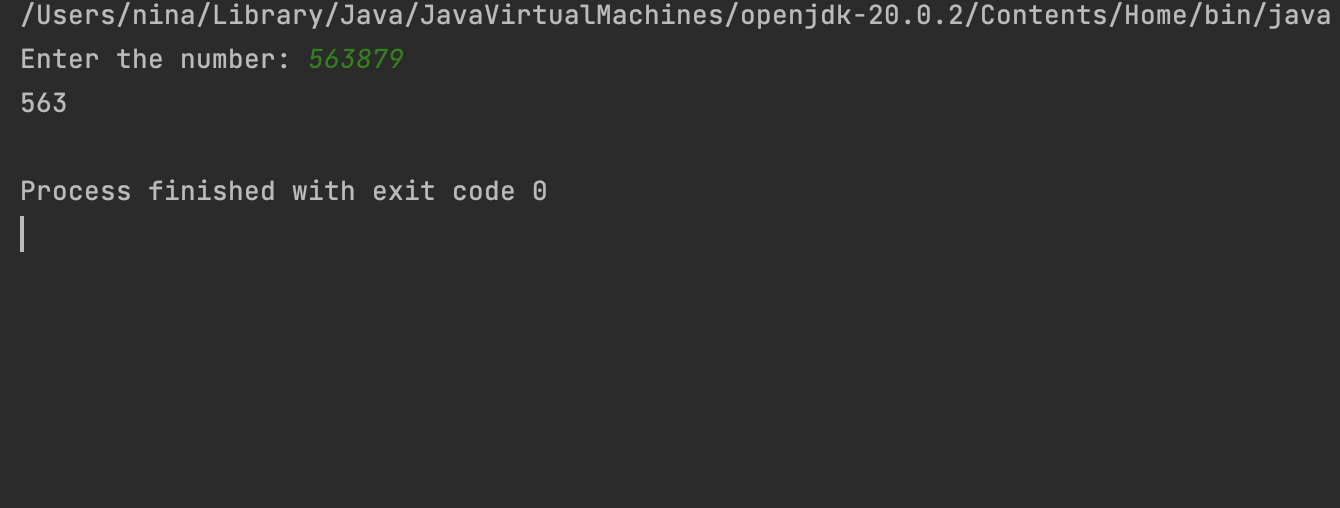 /Users/nina/Library/Java/JavaVirtualMachines/openjdk-20.0.2/Contents/Home/bin/java
Enter the number: 563879
563
Process finished with exit code 0